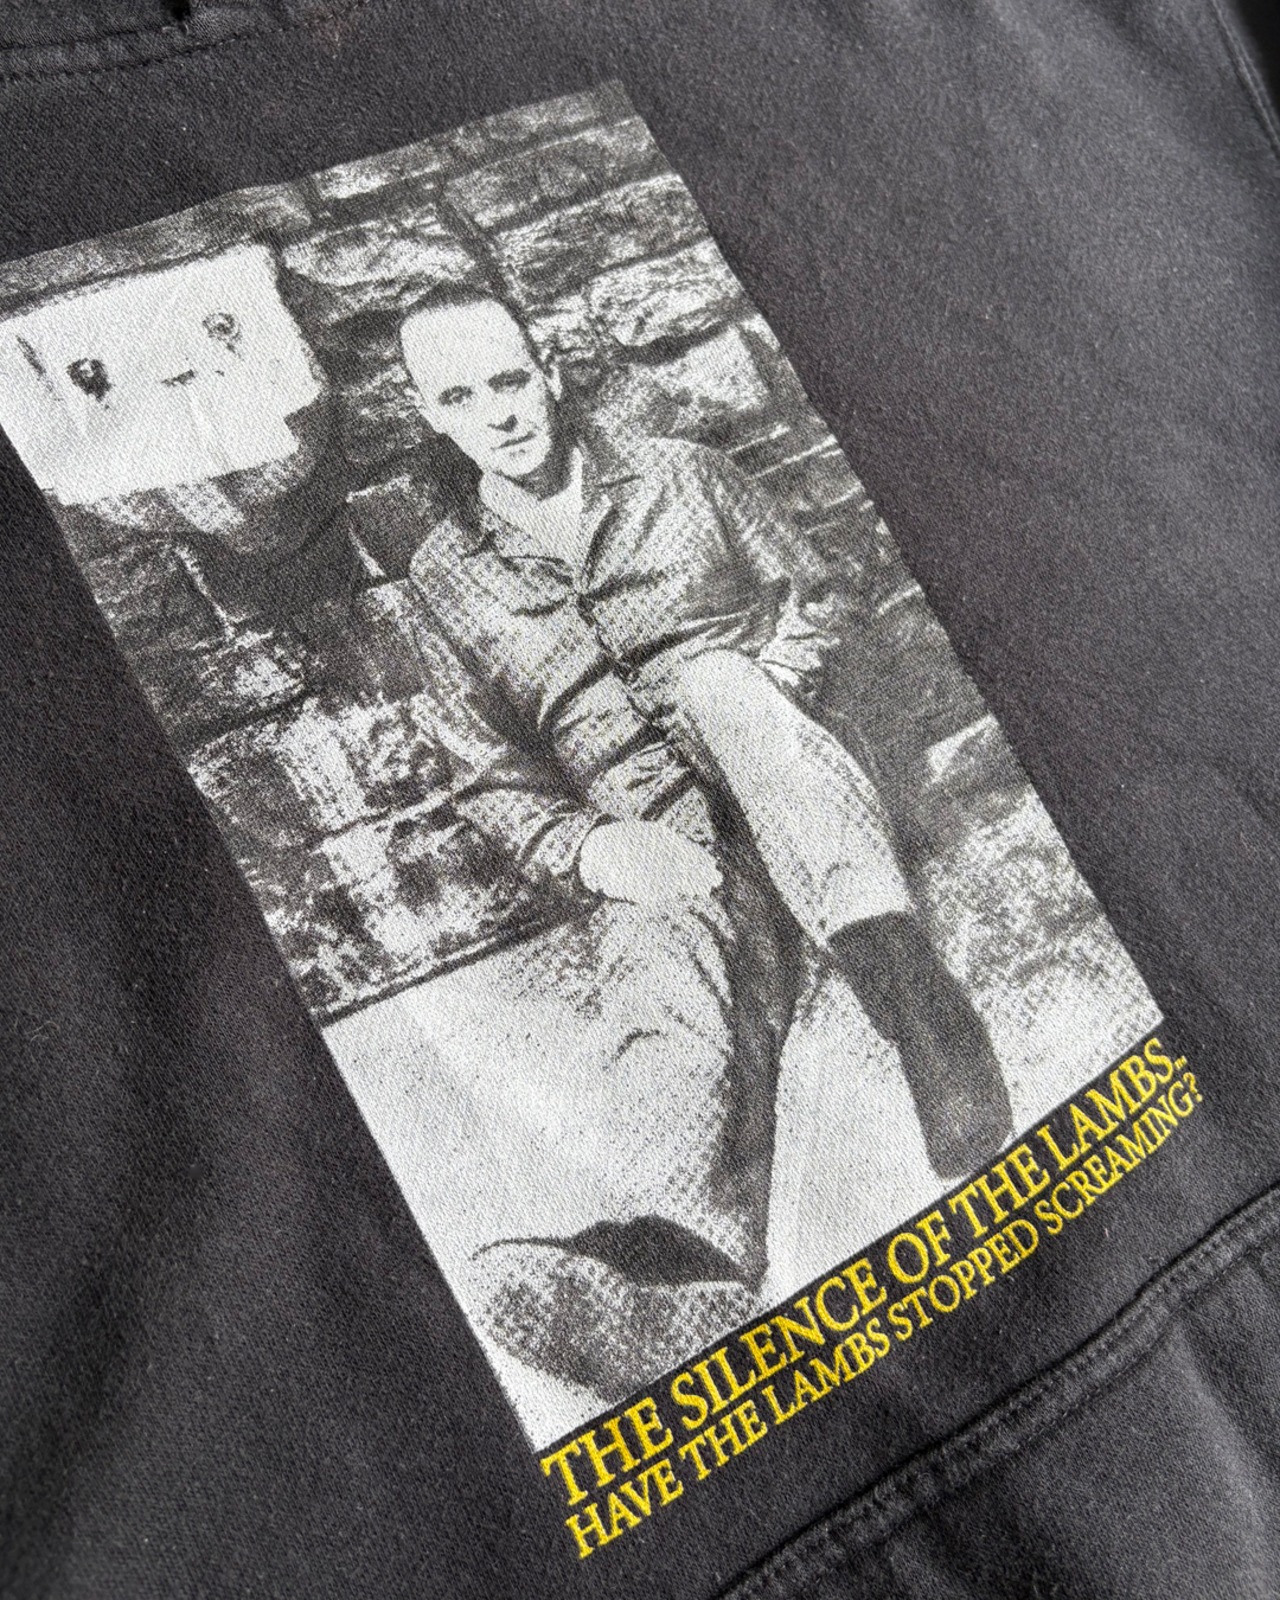 THE SILENCE OF THE LAMBS...
HAVE THE LAMBS STOPPED SCREAMING?